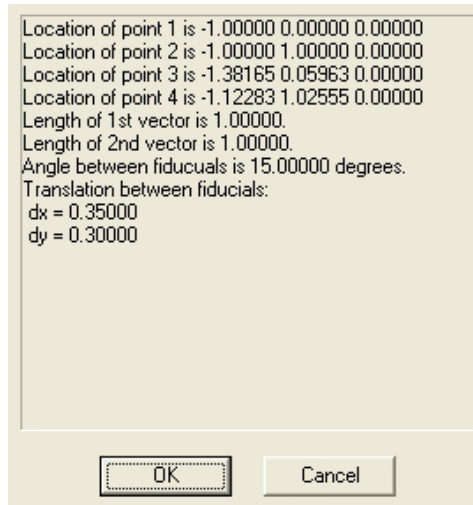 Location of point 1 is -1.00000 0.00000 0.00000
Location of point 2 is -1.00000 1.00000 0.00000
Location of point 3 is -1.38165 0.05963 0.00000
Location of point 4 is -1.12283 1.02555 0.00000
Length of 1st vector is 1.00000.
Length of 2nd vector is 1.00000.
Angle between fiducuals is 15.00000 degrees.
Translation between fiducials:
dx = 0.35000
dy = 0.30000
OK
Cancel